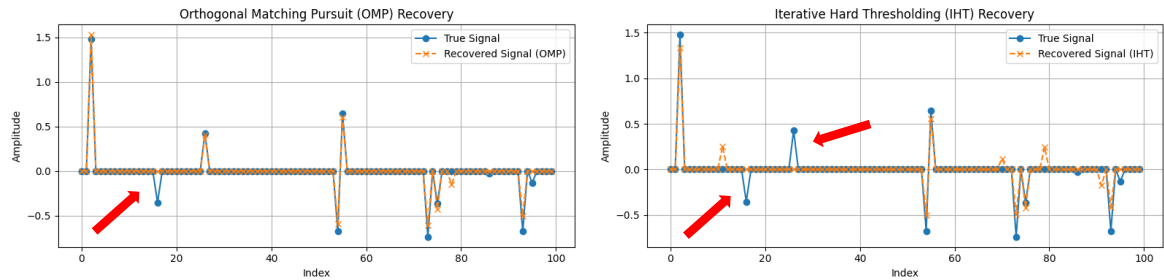 Orthogonal Matching Pursuit (OMP) Recovery
1.5
1.0
0.5
0.0
−0.5
Amplitude
True Signal
Recovered Signal (OMP)
0
20
40
60
80
100
Index
Iterative Hard Thresholding (IHT) Recovery
1.5
1.0
0.5
0.0
−0.5
Amplitude
True Signal
Recovered Signal (IHT)
0
20
40
60
80
100
Index